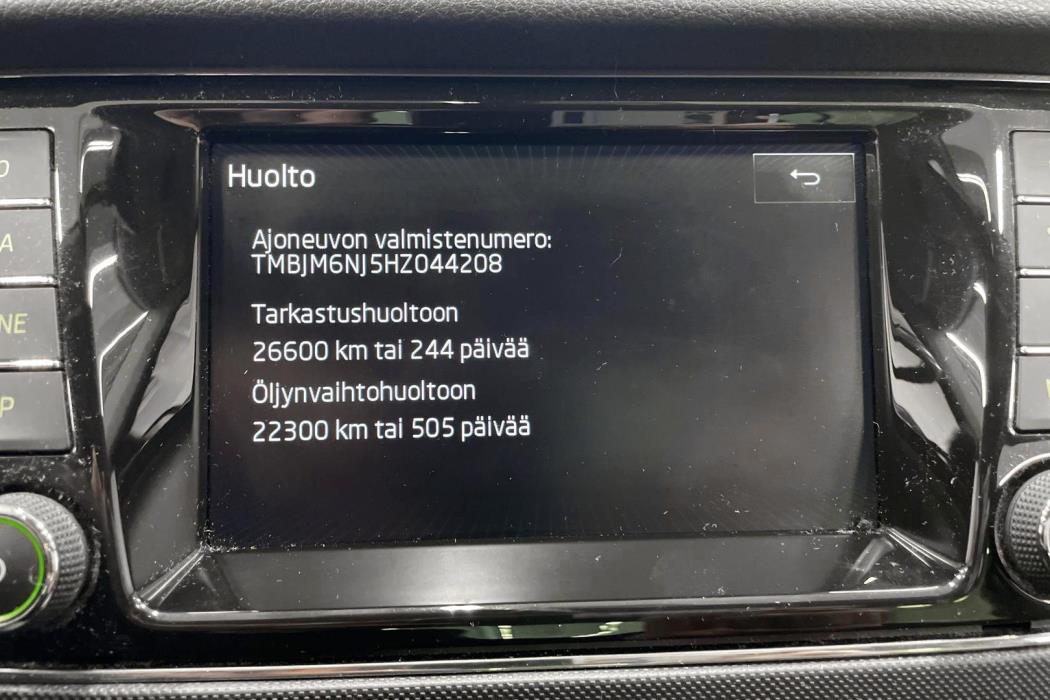 Huolto
Ajoneuvon valmistenumero:
TMBJM6NJ5HZ044208
Tarkastushuoltoon
26600 km tai 244 päivää
Öljynvaihtohuoltoon
22300 km tai 505 päivää